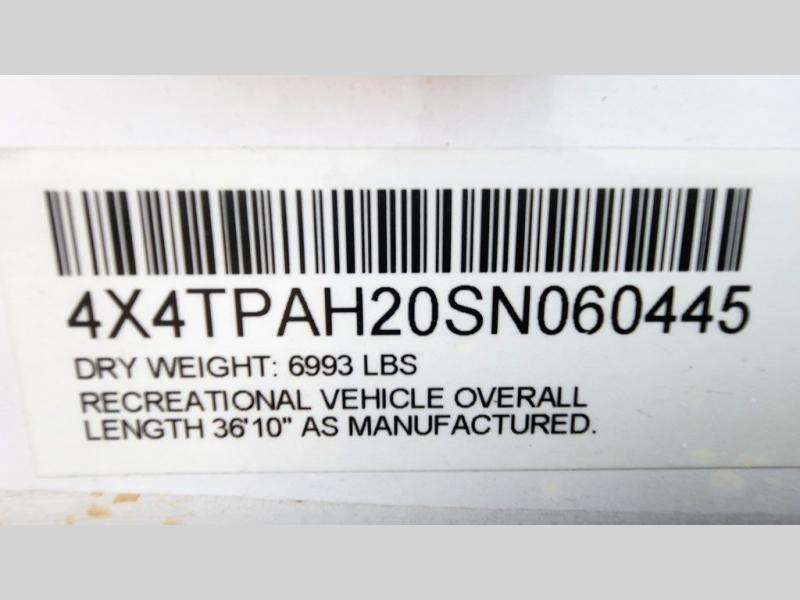 4X4TPAH20SN060445
DRY WEIGHT: 6993 LBS
RECREATIONAL VEHICLE OVERALL
LENGTH 36'10" AS MANUFACTURED.